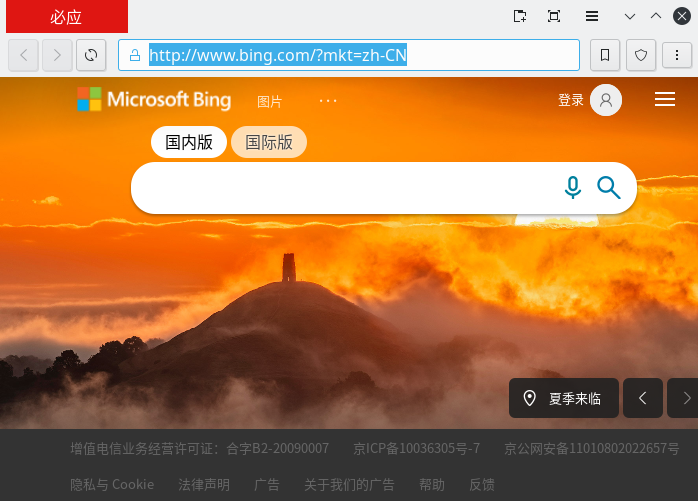 必应
http://www.bing.com/?mkt=zh-CN
Microsoft Bing 图片 ··· 登录
国内版 国际版
夏季来临
增值电信业务经营许可证：合字B2-20090007 京ICP备10036305号-7 京公网安备11010802022657号
隐私与 Cookie 法律声明 广告 关于我们的广告 帮助 反馈